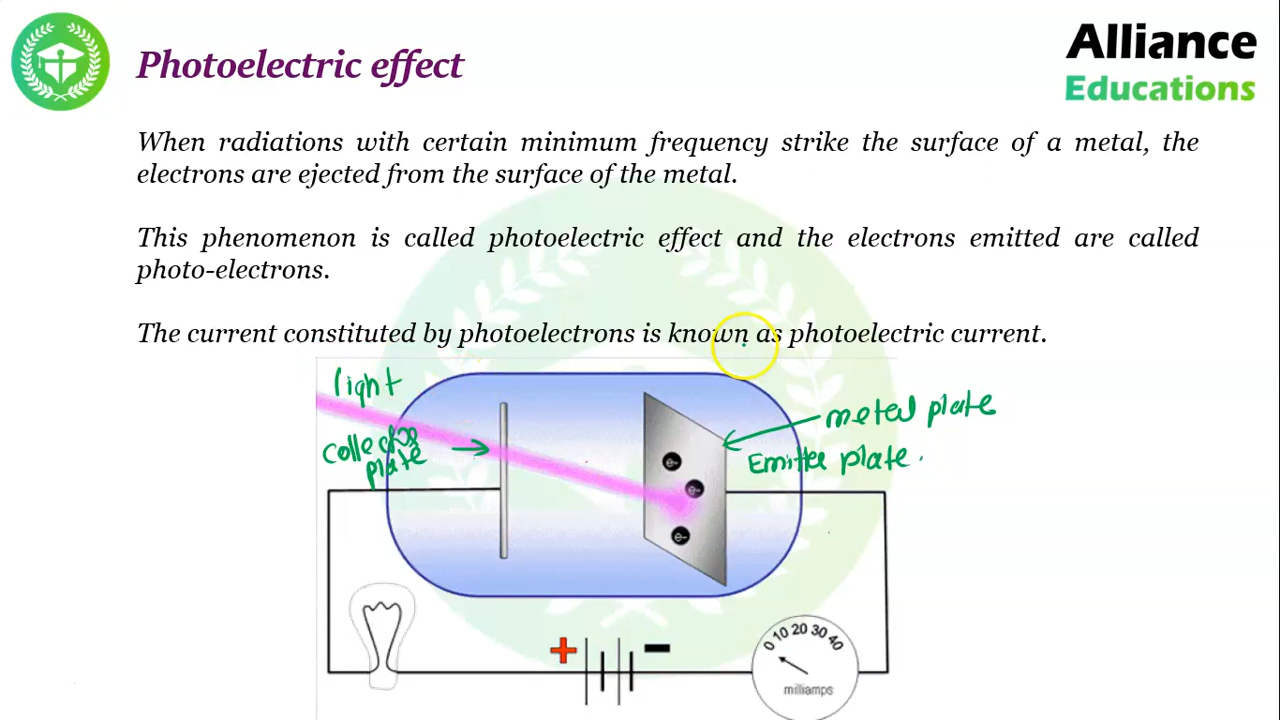 Alliance
Educations
Photoelectric effect
When radiations with certain minimum frequency strike the surface of a metal, the
electrons are ejected from the surface of the metal.
This phenomenon is called photoelectric effect and the electrons emitted are called
photo-electrons.
The current constituted by photoelectrons is known as photoelectric current.
light
collector
plate
metal plate
Emitter plate.
e-
e-
e-
+
-
0 10 20 30 40
milliamps